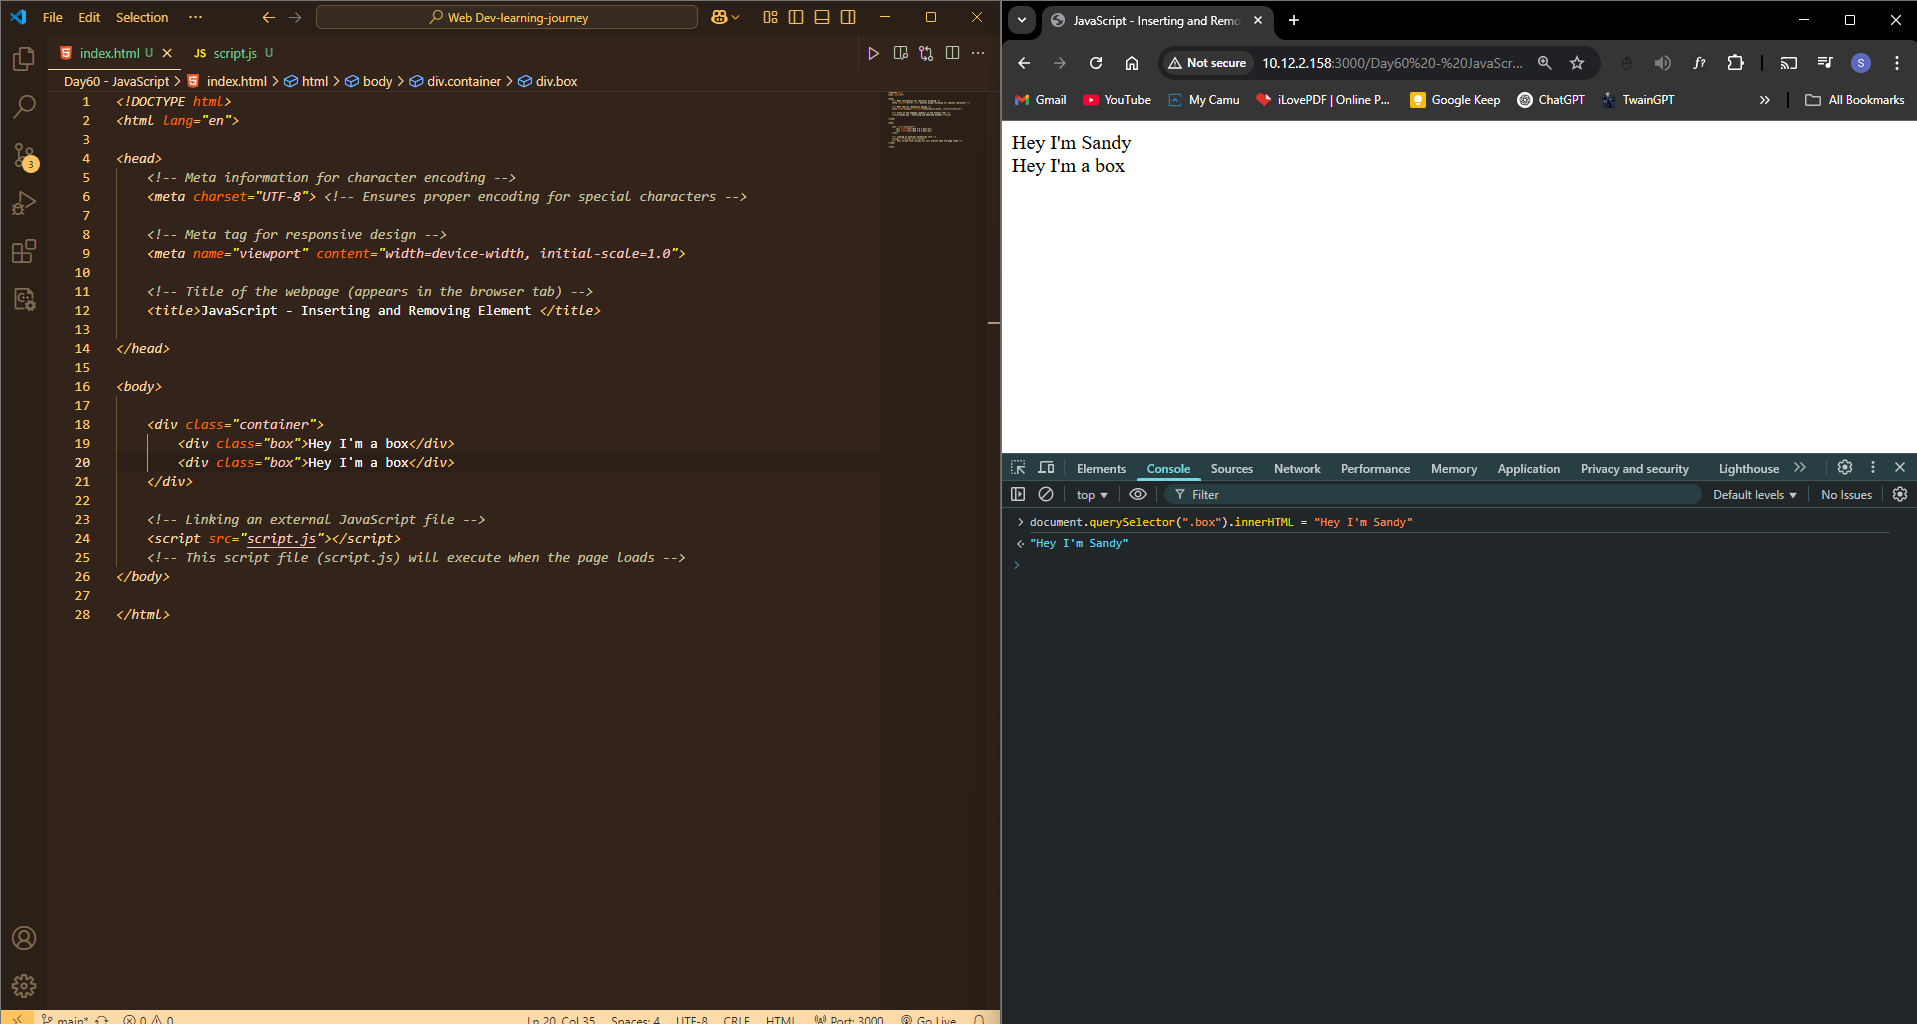 File Edit Selection ··· Web Dev-learning-journey
index.html U JS script.js U
Day60 - JavaScript > index.html > html > body > div.container > div.box
1 <!DOCTYPE html>
2 <html lang="en">
3
4 <head>
5 <!-- Meta information for character encoding -->
6 <meta charset="UTF-8"> <!-- Ensures proper encoding for special characters -->
7
8 <!-- Meta tag for responsive design -->
9 <meta name="viewport" content="width=device-width, initial-scale=1.0">
10
11 <!-- Title of the webpage (appears in the browser tab) -->
12 <title>JavaScript - Inserting and Removing Element </title>
13
14 </head>
15
16 <body>
17
18 <div class="container">
19 <div class="box">Hey I'm a box</div>
20 <div class="box">Hey I'm a box</div>
21 </div>
22
23 <!-- Linking an external JavaScript file -->
24 <script src="script.js"></script>
25 <!-- This script file (script.js) will execute when the page loads -->
26 </body>
27
28 </html>
3
main* 0 0 Ln 20, Col 35 Spaces: 4 UTF-8 CRLF HTML Port: 3000 Go Live
JavaScript - Inserting and Remo
Not secure 10.12.2.158:3000/Day60%20-%20JavaScr... f? S
Gmail YouTube My Camu iLovePDF | Online P... Google Keep ChatGPT TwainGPT All Bookmarks
Hey I'm Sandy
Hey I'm a box
Elements Console Sources Network Performance Memory Application Privacy and security Lighthouse
top Filter Default levels No Issues
> document.querySelector(".box").innerHTML = "Hey I'm Sandy"
"Hey I'm Sandy"
>